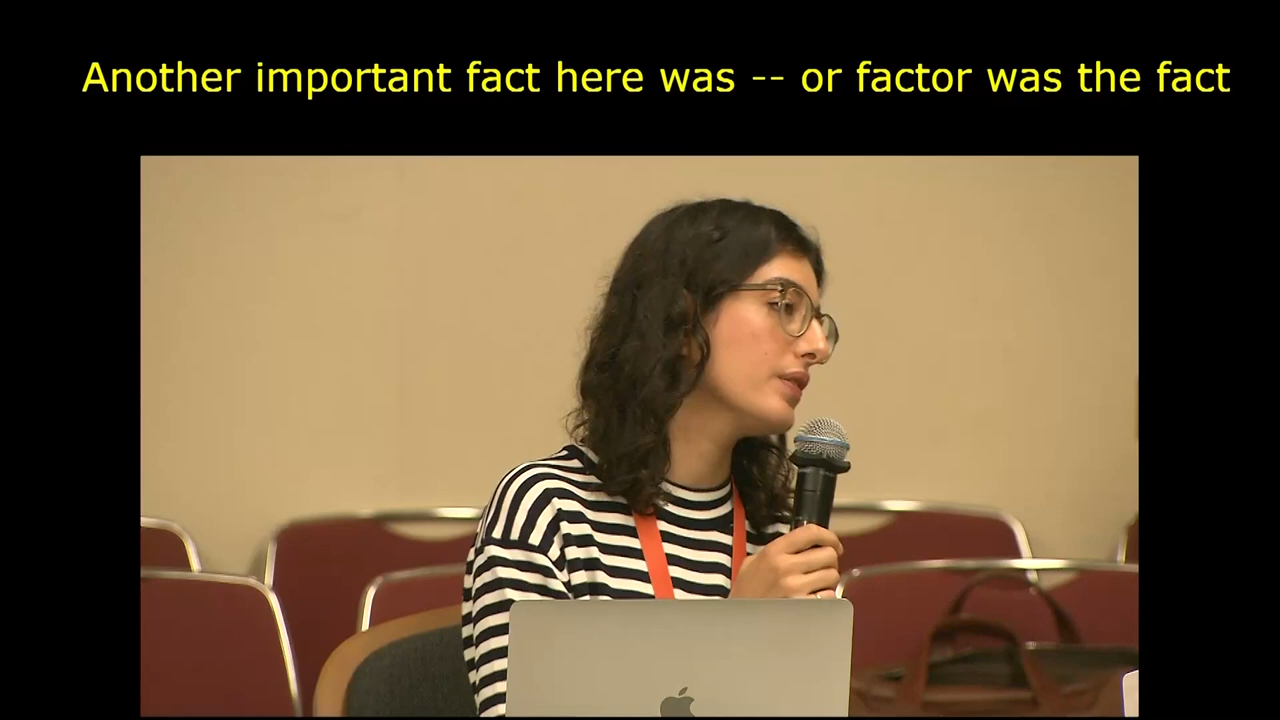 Another important fact here was -- or factor was the fact